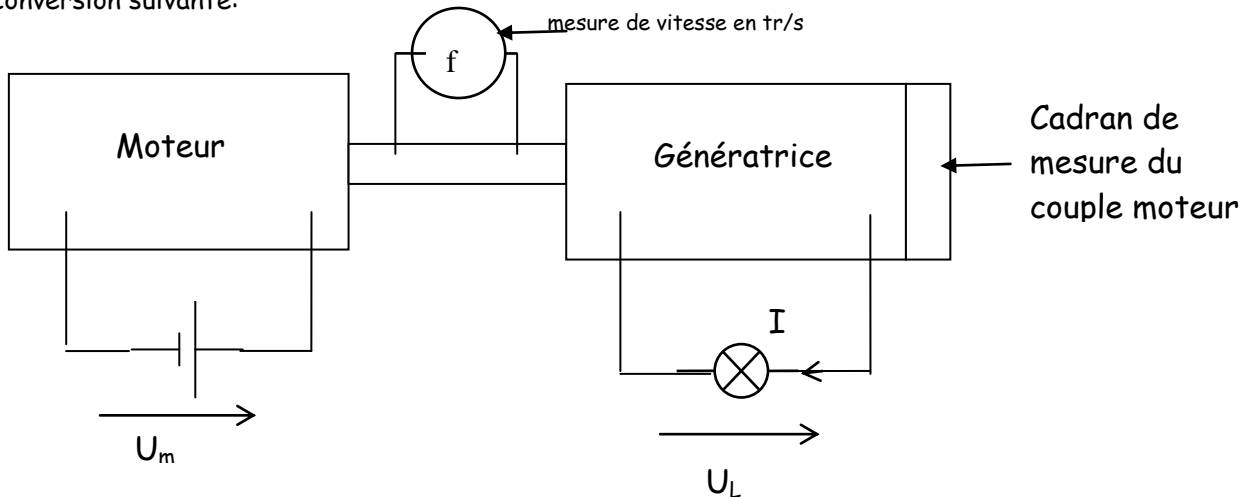 conversion suivante:
mesure de vitesse en tr/s
f
Moteur
Génératrice
Cadran de
mesure du
couple moteur
I
Um
UL